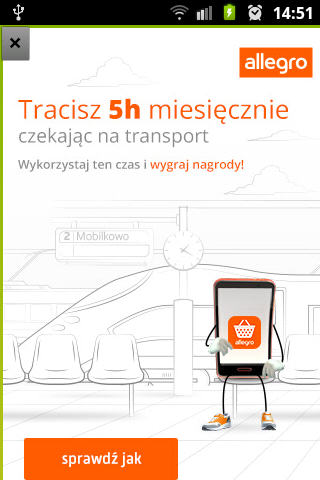 14:51
×
allegro
Tracisz 5h miesięcznie
czekając na transport
Wykorzystaj ten czas i wygraj nagrody!
2 Mobilkowo
allegro
sprawdź jak